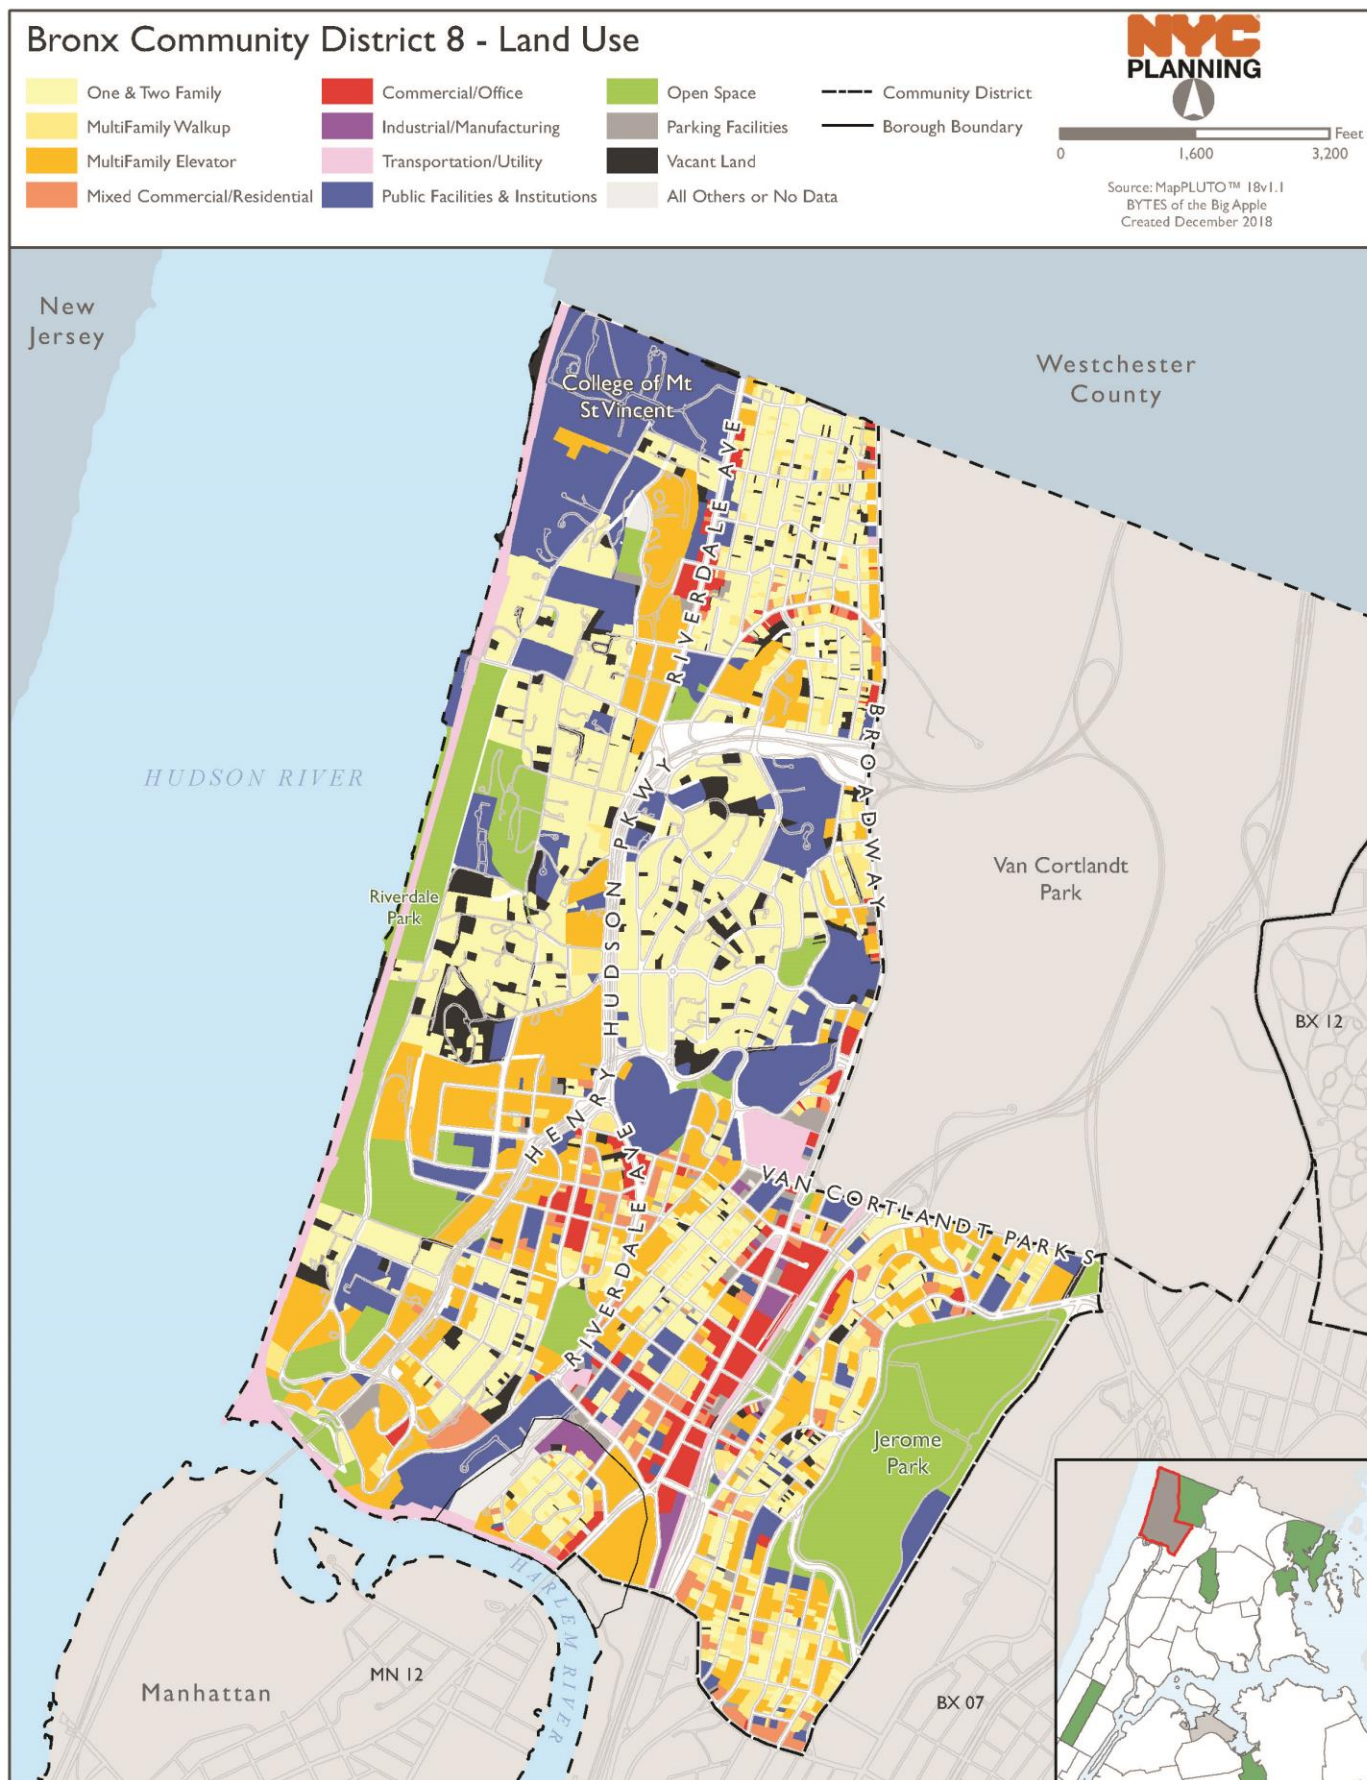 Bronx Community District 8 - Land Use
One & Two Family
MultiFamily Walkup
MultiFamily Elevator
Mixed Commercial/Residential
Commercial/Office
Industrial/Manufacturing
Transportation/Utility
Public Facilities & Institutions
Open Space
Parking Facilities
Vacant Land
All Others or No Data
Community District
Borough Boundary
NYC
PLANNING
Feet
0 1,600 3,200
Source: MapPLUTO™ 18v1.1
BYTES of the Big Apple
Created December 2018
New
Jersey
Westchester
County
College of Mt
St Vincent
RIVERDALE AVE
BROADWAY
HUDSON RIVER
HENRY HUDSON PKWY
Van Cortlandt
Park
Riverdale
Park
BX 12
RIVERDALE AVE
VAN CORTLANDT PARK S
RIVERDALE AVE
Jerome
Park
HARLEM RIVER
MN 12
Manhattan
BX 07